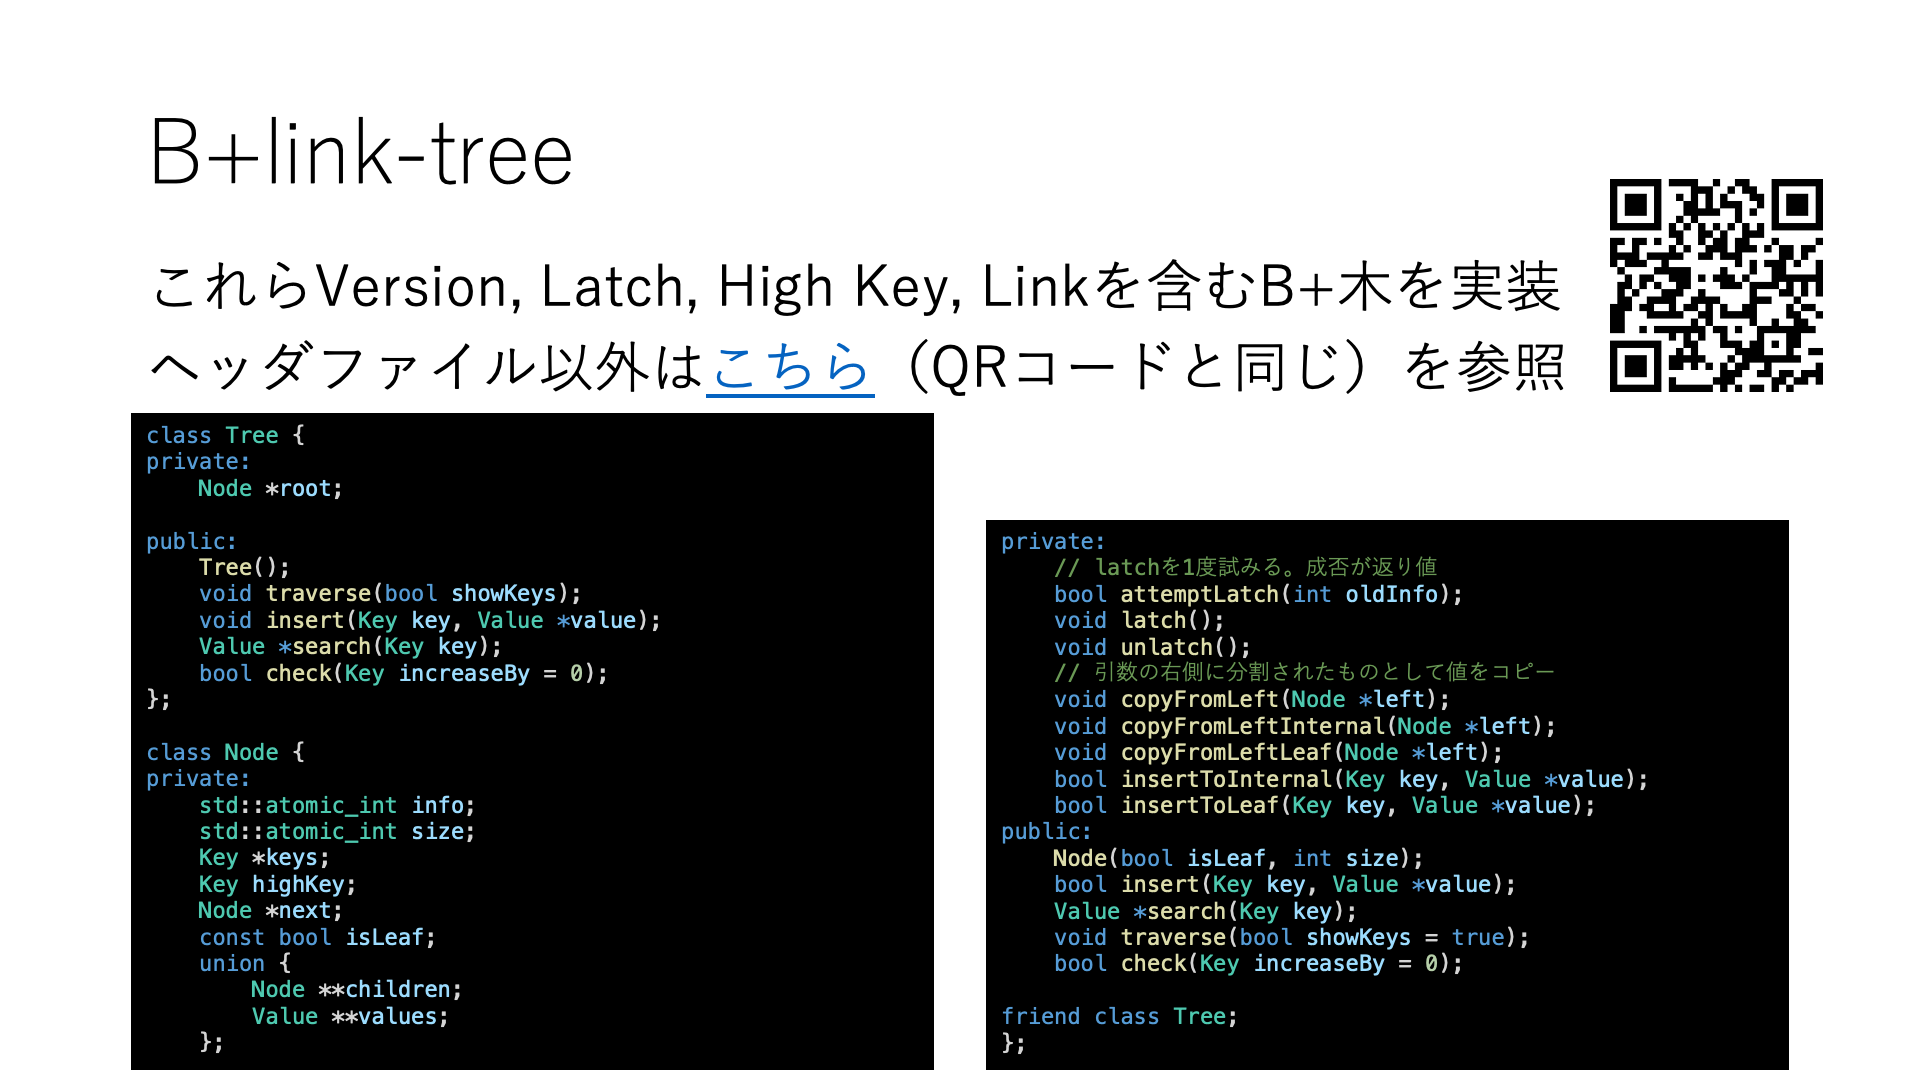 B+link-tree
これらVersion, Latch, High Key, Linkを含むB+木を実装
ヘッダファイル以外はこちら（QRコードと同じ）を参照
class Tree {
private:
    Node *root;

public:
    Tree();
    void traverse(bool showKeys);
    void insert(Key key, Value *value);
    Value *search(Key key);
    bool check(Key increaseBy = 0);
};

class Node {
private:
    std::atomic_int info;
    std::atomic_int size;
    Key *keys;
    Key highKey;
    Node *next;
    const bool isLeaf;
    union {
        Node **children;
        Value **values;
    };
private:
    // latchを1度試みる。成否が返り値
    bool attemptLatch(int oldInfo);
    void latch();
    void unlatch();
    // 引数の右側に分割されたものとして値をコピー
    void copyFromLeft(Node *left);
    void copyFromLeftInternal(Node *left);
    void copyFromLeftLeaf(Node *left);
    bool insertToInternal(Key key, Value *value);
    bool insertToLeaf(Key key, Value *value);
public:
    Node(bool isLeaf, int size);
    bool insert(Key key, Value *value);
    Value *search(Key key);
    void traverse(bool showKeys = true);
    bool check(Key increaseBy = 0);

friend class Tree;
};